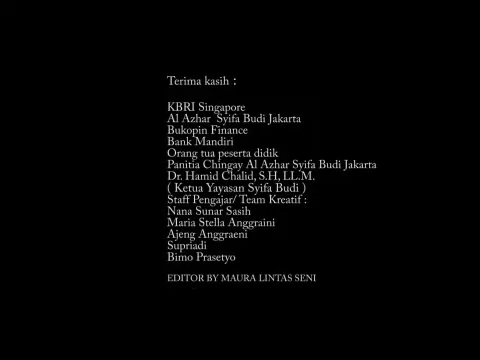 Terima kasih :
KBRI Singapore
Al Azhar Syifa Budi Jakarta
Bukopin Finance
Bank Mandiri
Orang tua peserta didik
Panitia Chingay Al Azhar Syifa Budi Jakarta
Dr. Hamid Chalid, S.H, LL.M.
( Ketua Yayasan Syifa Budi )
Staff Pengajar/ Team Kreatif :
Nana Sunar Sasih
Maria Stella Anggraini
Ajeng Anggraeni
Supriadi
Bimo Prasetyo
EDITOR BY MAURA LINTAS SENI